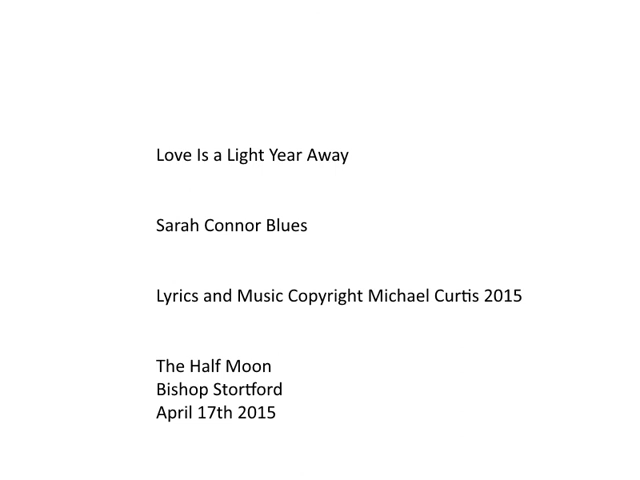 Love Is a Light Year Away
Sarah Connor Blues
Lyrics and Music Copyright Michael Curtis 2015
The Half Moon
Bishop Stortford
April 17th 2015